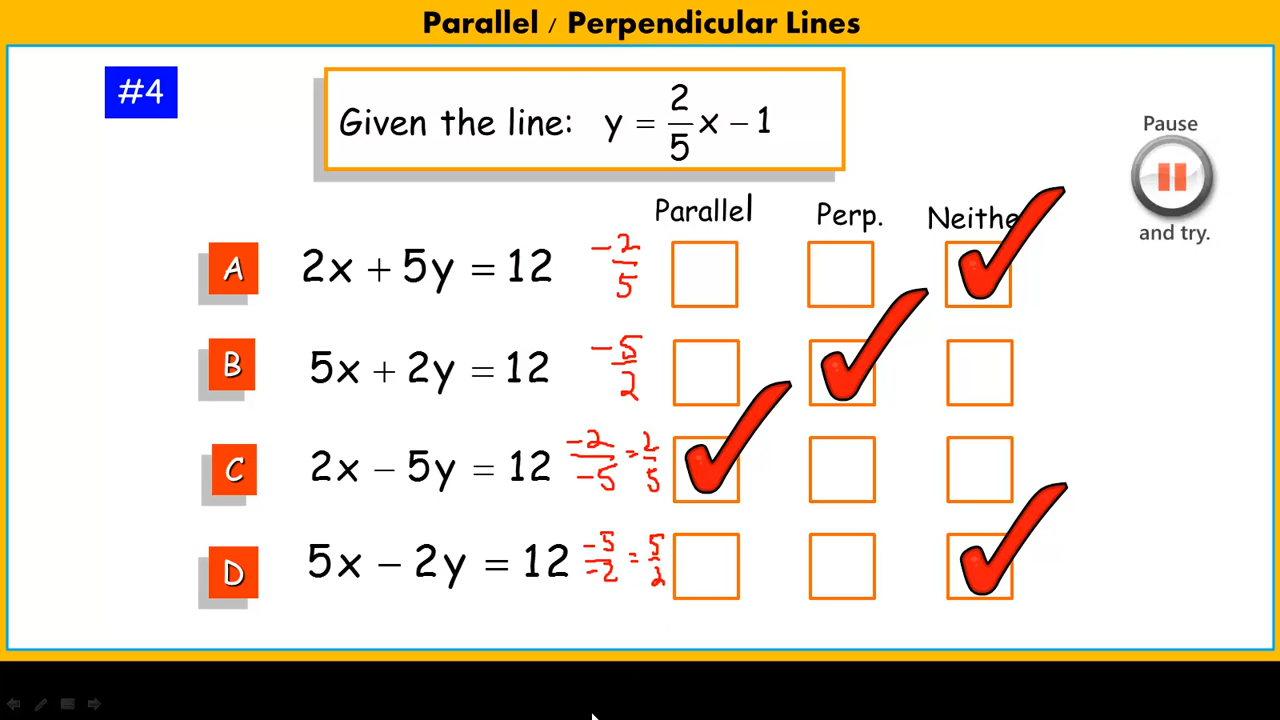 Parallel / Perpendicular Lines
#4
Given the line: y = 2/5 x − 1
Pause
and try.
Parallel Perp. Neithe
A 2x + 5y = 12 −2/5
B 5x + 2y = 12 −5/2
C 2x − 5y = 12 −2/−5 = 2/5
D 5x − 2y = 12 −5/−2 = 5/2